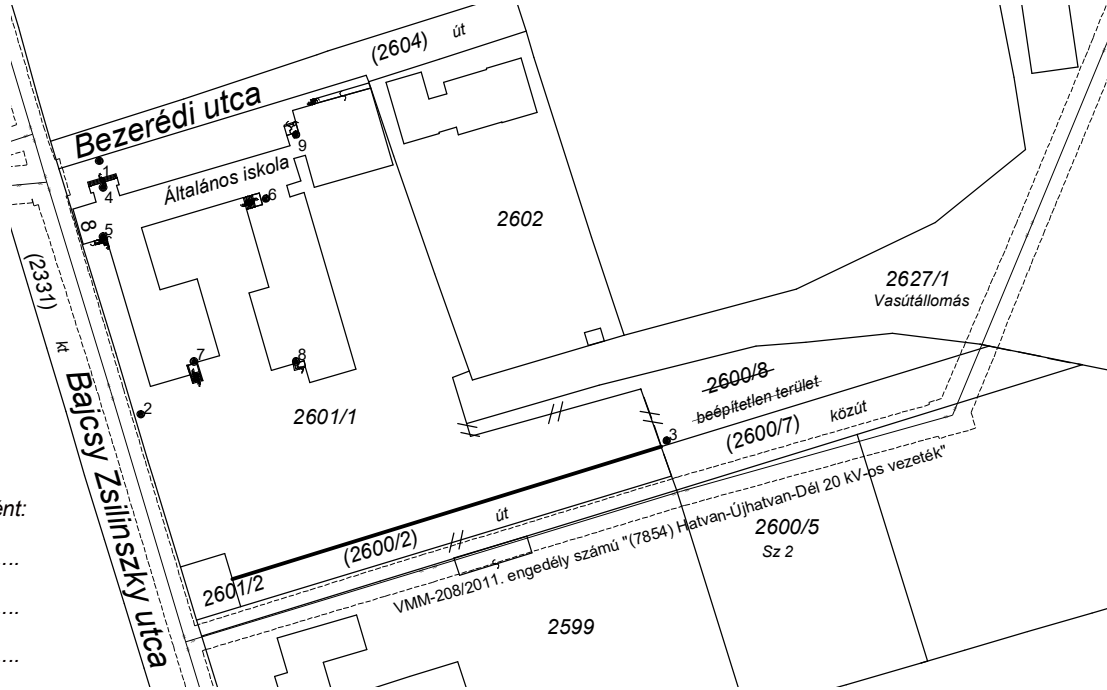 (2604) út
Bezerédi utca
1
4
Általános iskola
9
6
8
5
2602
(2331) kt
2627/1
Vasútállomás
7
8
2600/8
beépítetlen terület
2
2601/1
3
(2600/7) közút
Bajcsy Zsilinszky utca
ént:
út
(2600/2)
VMM-208/2011. engedély számú "(7854) Hatvan-Újhatvan-Dél 20 kV-os vezeték"
2600/5
Sz 2
...
2601/2
...
2599
...